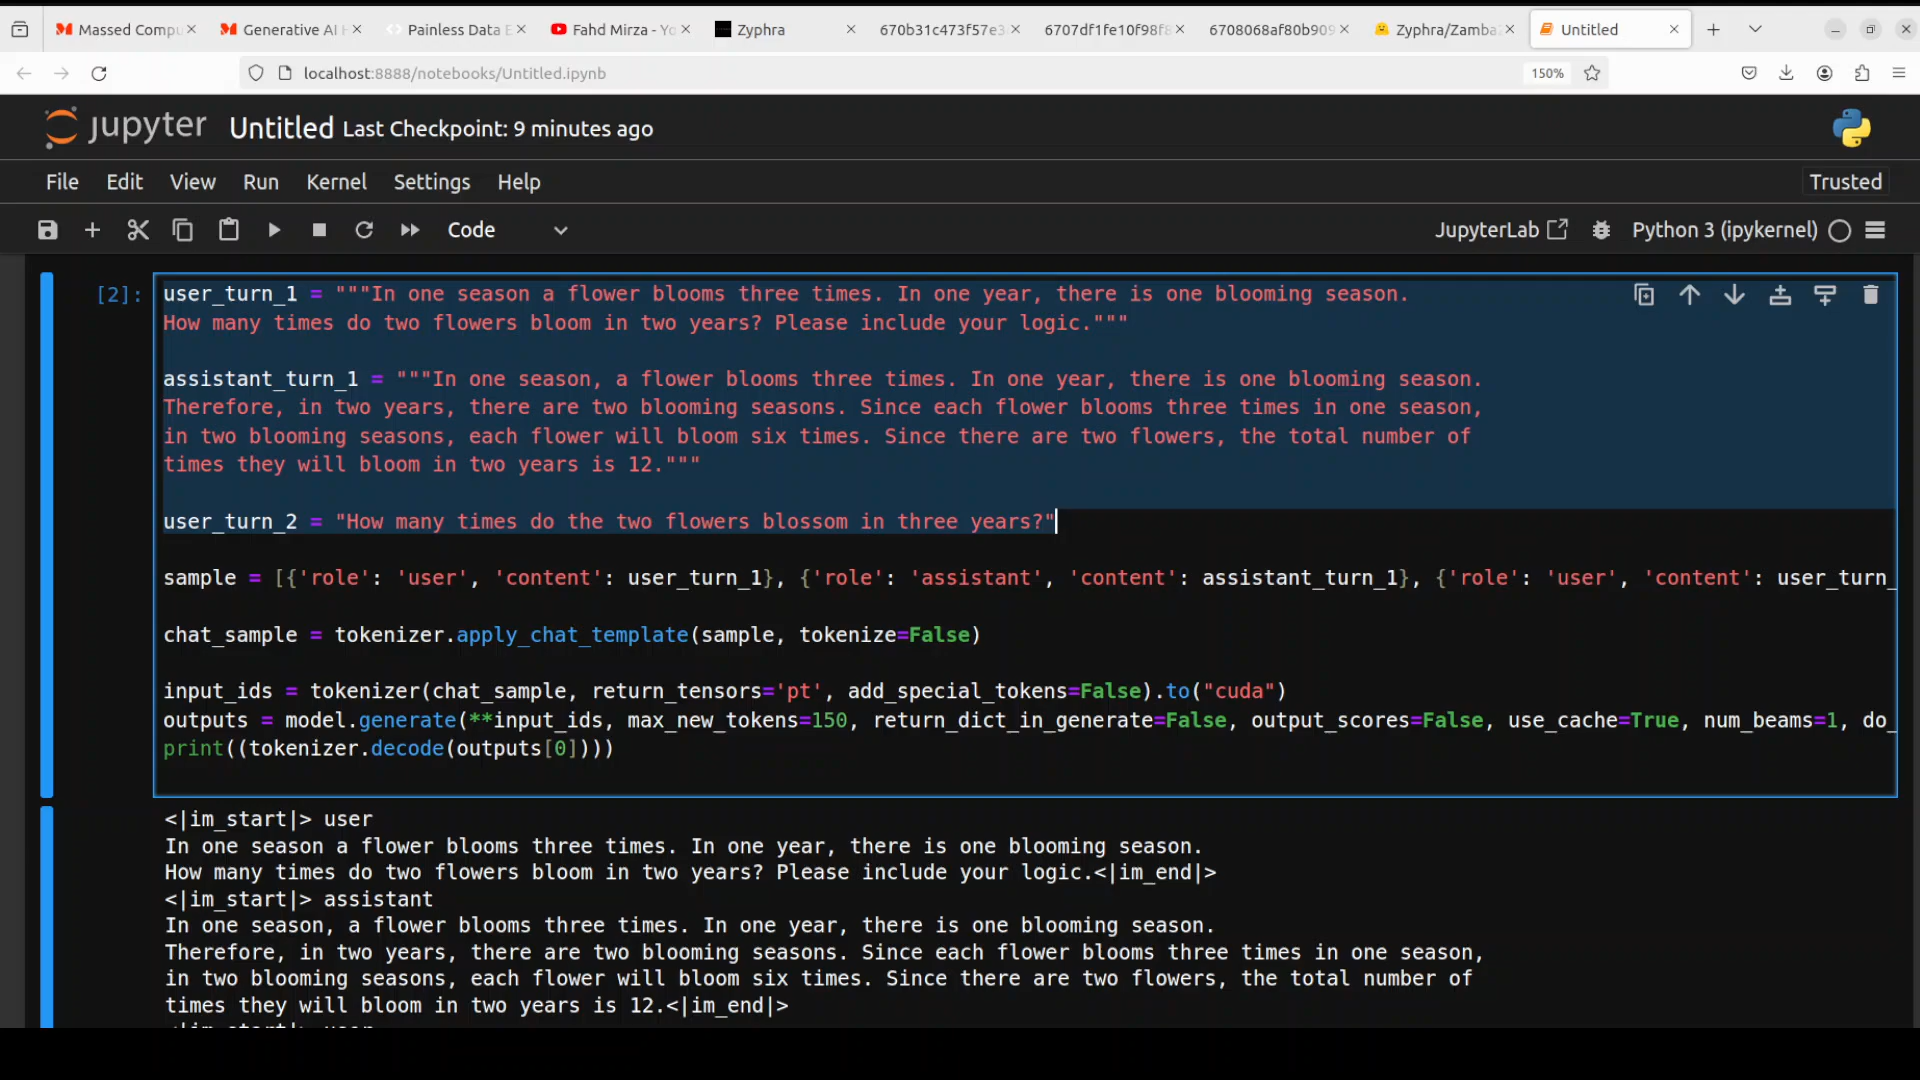 Massed Compu
Generative AI H
Painless Data E
Fahd Mirza - Yo
Zyphra
670b31c473f57e3
6707df1fe10f98f8
6708068af80b909
Zyphra/Zamba
Untitled
localhost:8888/notebooks/Untitled.ipynb
150%
jupyter Untitled Last Checkpoint: 9 minutes ago
File Edit View Run Kernel Settings Help Trusted
Code JupyterLab Python 3 (ipykernel)
[2]: user_turn_1 = """In one season a flower blooms three times. In one year, there is one blooming season.
How many times do two flowers bloom in two years? Please include your logic."""
assistant_turn_1 = """In one season, a flower blooms three times. In one year, there is one blooming season.
Therefore, in two years, there are two blooming seasons. Since each flower blooms three times in one season,
in two blooming seasons, each flower will bloom six times. Since there are two flowers, the total number of
times they will bloom in two years is 12."""
user_turn_2 = "How many times do the two flowers blossom in three years?"
sample = [{'role': 'user', 'content': user_turn_1}, {'role': 'assistant', 'content': assistant_turn_1}, {'role': 'user', 'content': user_turn_
chat_sample = tokenizer.apply_chat_template(sample, tokenize=False)
input_ids = tokenizer(chat_sample, return_tensors='pt', add_special_tokens=False).to("cuda")
outputs = model.generate(**input_ids, max_new_tokens=150, return_dict_in_generate=False, output_scores=False, use_cache=True, num_beams=1, do_
print((tokenizer.decode(outputs[0])))
<|im_start|> user
In one season a flower blooms three times. In one year, there is one blooming season.
How many times do two flowers bloom in two years? Please include your logic.<|im_end|>
<|im_start|> assistant
In one season, a flower blooms three times. In one year, there is one blooming season.
Therefore, in two years, there are two blooming seasons. Since each flower blooms three times in one season,
in two blooming seasons, each flower will bloom six times. Since there are two flowers, the total number of
times they will bloom in two years is 12.<|im_end|>